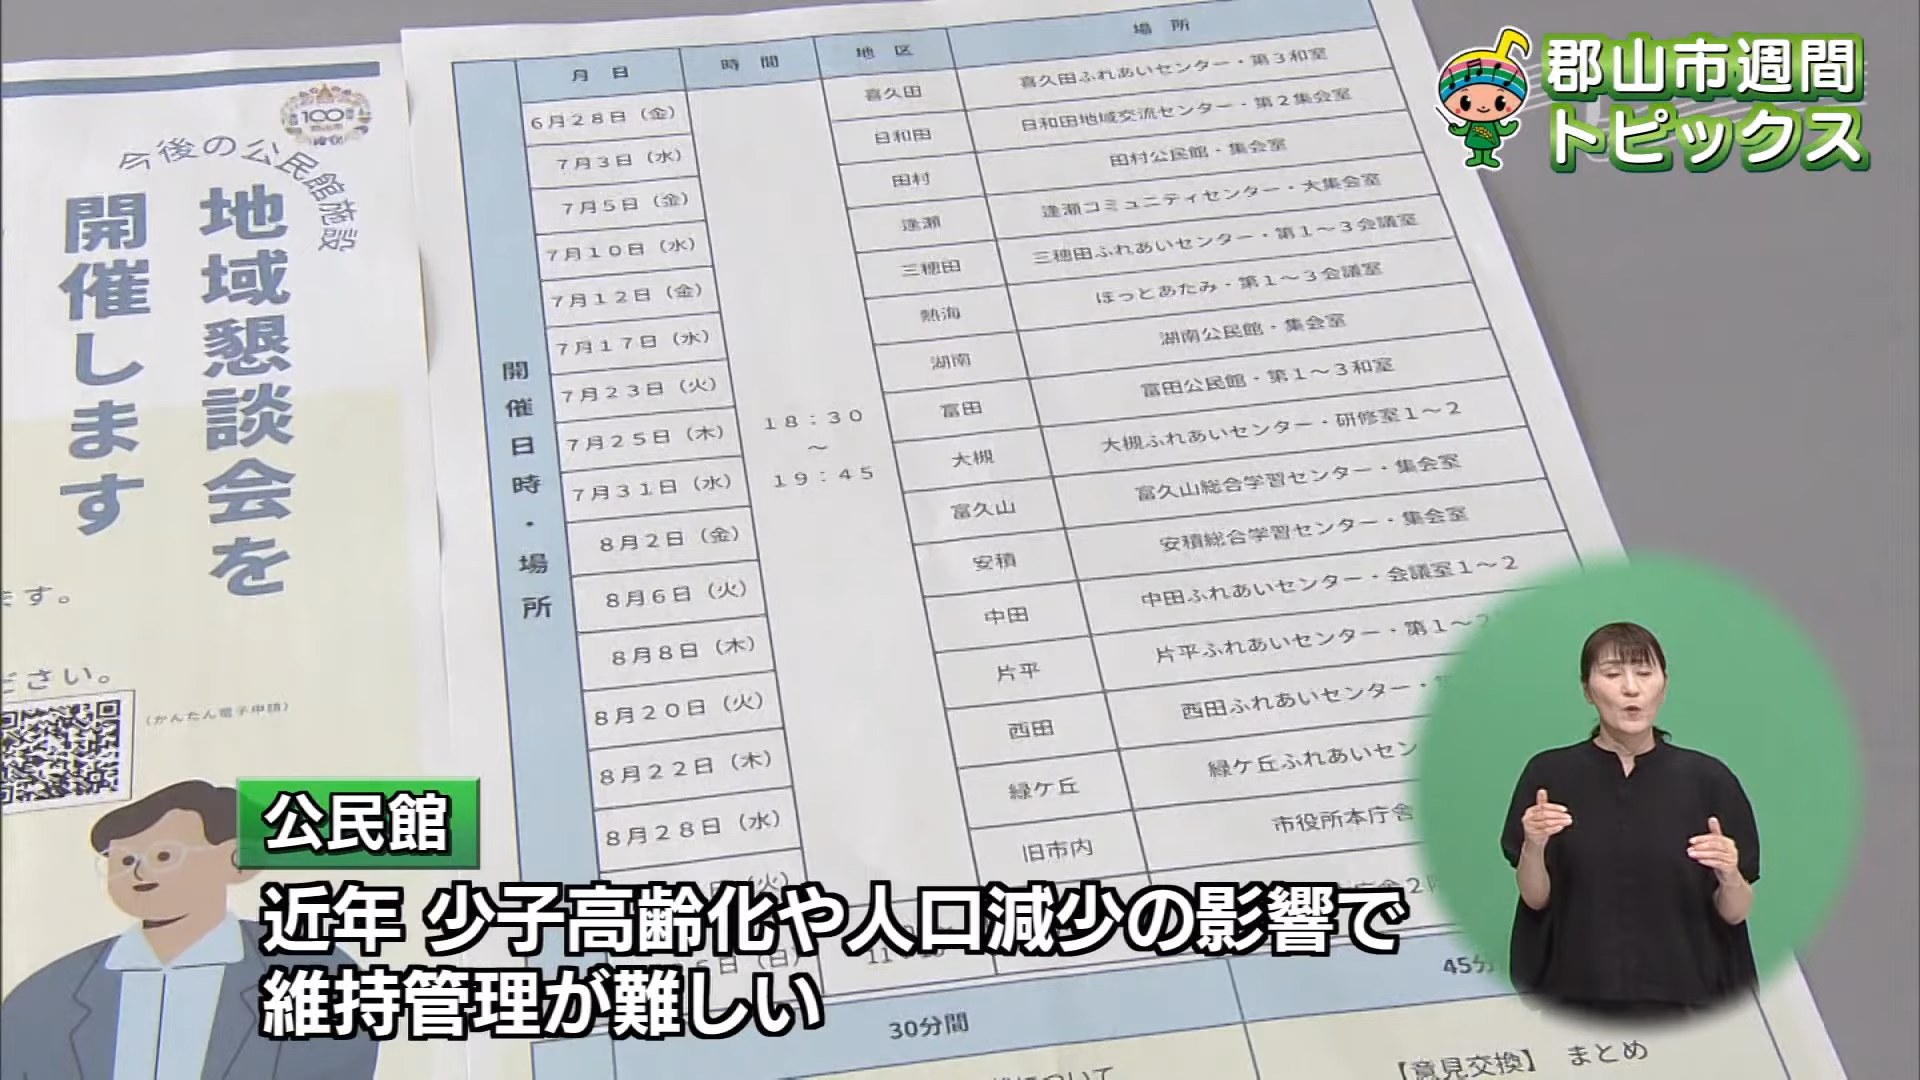 郡山市週間
トピックス
100
今後の公民館施設
地域懇談会を
開催します
ます。
ださい。
(かんたん電子申請)
開催日時・場所
月 日 時 間 地 区 場 所
18:30
~
19:45
6月28日(金) 喜久田 喜久田ふれあいセンター・第3和室
7月3日(水) 日和田 日和田地域交流センター・第2集会室
7月5日(金) 田村 田村公民館・集会室
7月10日(水) 逢瀬 逢瀬コミュニティセンター・大集会室
7月12日(金) 三穂田 三穂田ふれあいセンター・第1~3会議室
7月17日(水) 熱海 ほっとあたみ・第1~3会議室
7月23日(火) 湖南 湖南公民館・集会室
7月25日(木) 富田 富田公民館・第1~3和室
7月31日(水) 大槻 大槻ふれあいセンター・研修室1~2
8月2日(金) 富久山 富久山総合学習センター・集会室
8月6日(火) 安積 安積総合学習センター・集会室
8月8日(木) 中田 中田ふれあいセンター・会議室1~2
8月20日(火) 片平 片平ふれあいセンター・第1~
8月22日(木) 西田 西田ふれあいセンター・
8月28日(水) 緑ケ丘 緑ケ丘ふれあいセン
旧市内 市役所本庁舎
公民館
近年 少子高齢化や人口減少の影響で
維持管理が難しい
30分間
45分
について
【意見交換】 まとめ